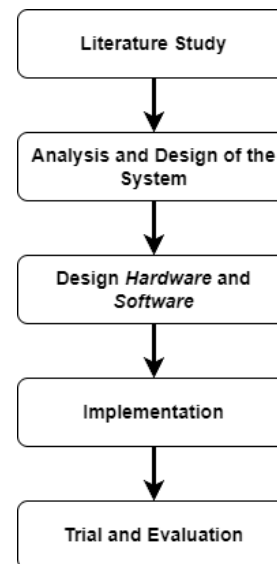 Literature Study
Analysis and Design of the
System
Design Hardware and
Software
Implementation
Trial and Evaluation